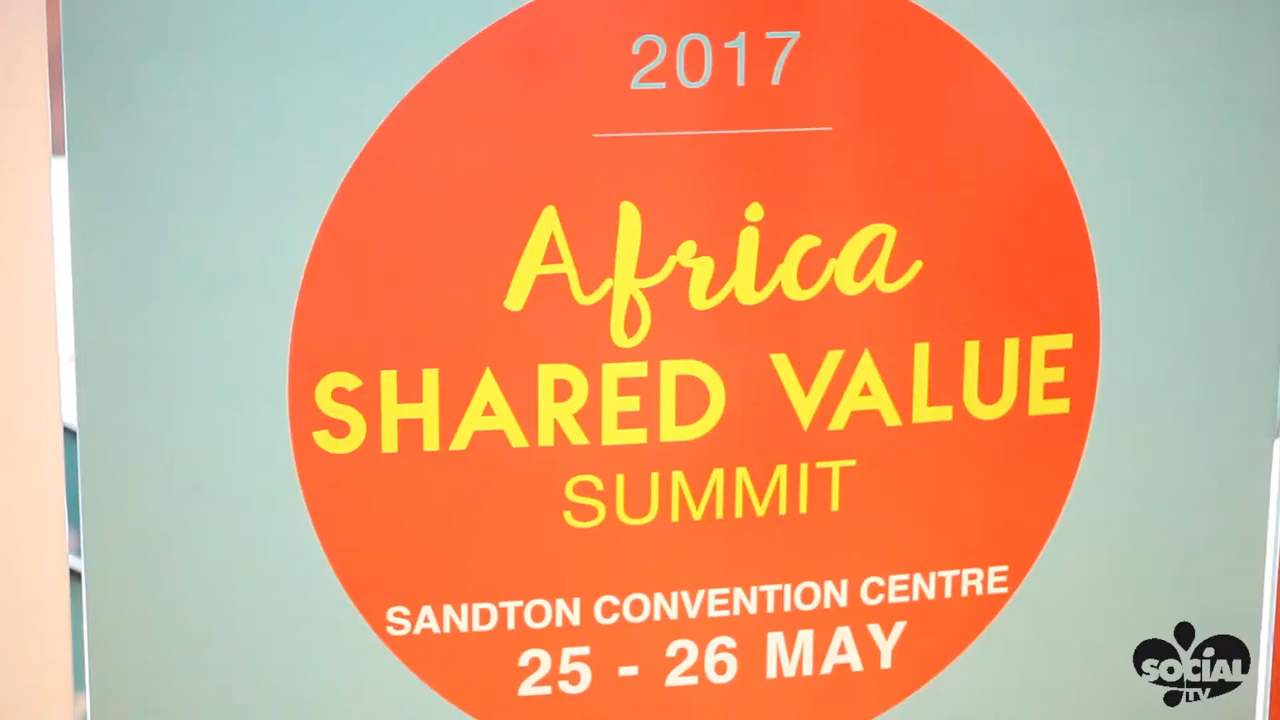 2017
Africa
SHARED VALUE
SUMMIT
SANDTON CONVENTION CENTRE
25 - 26 MAY
SOCiAL
TV